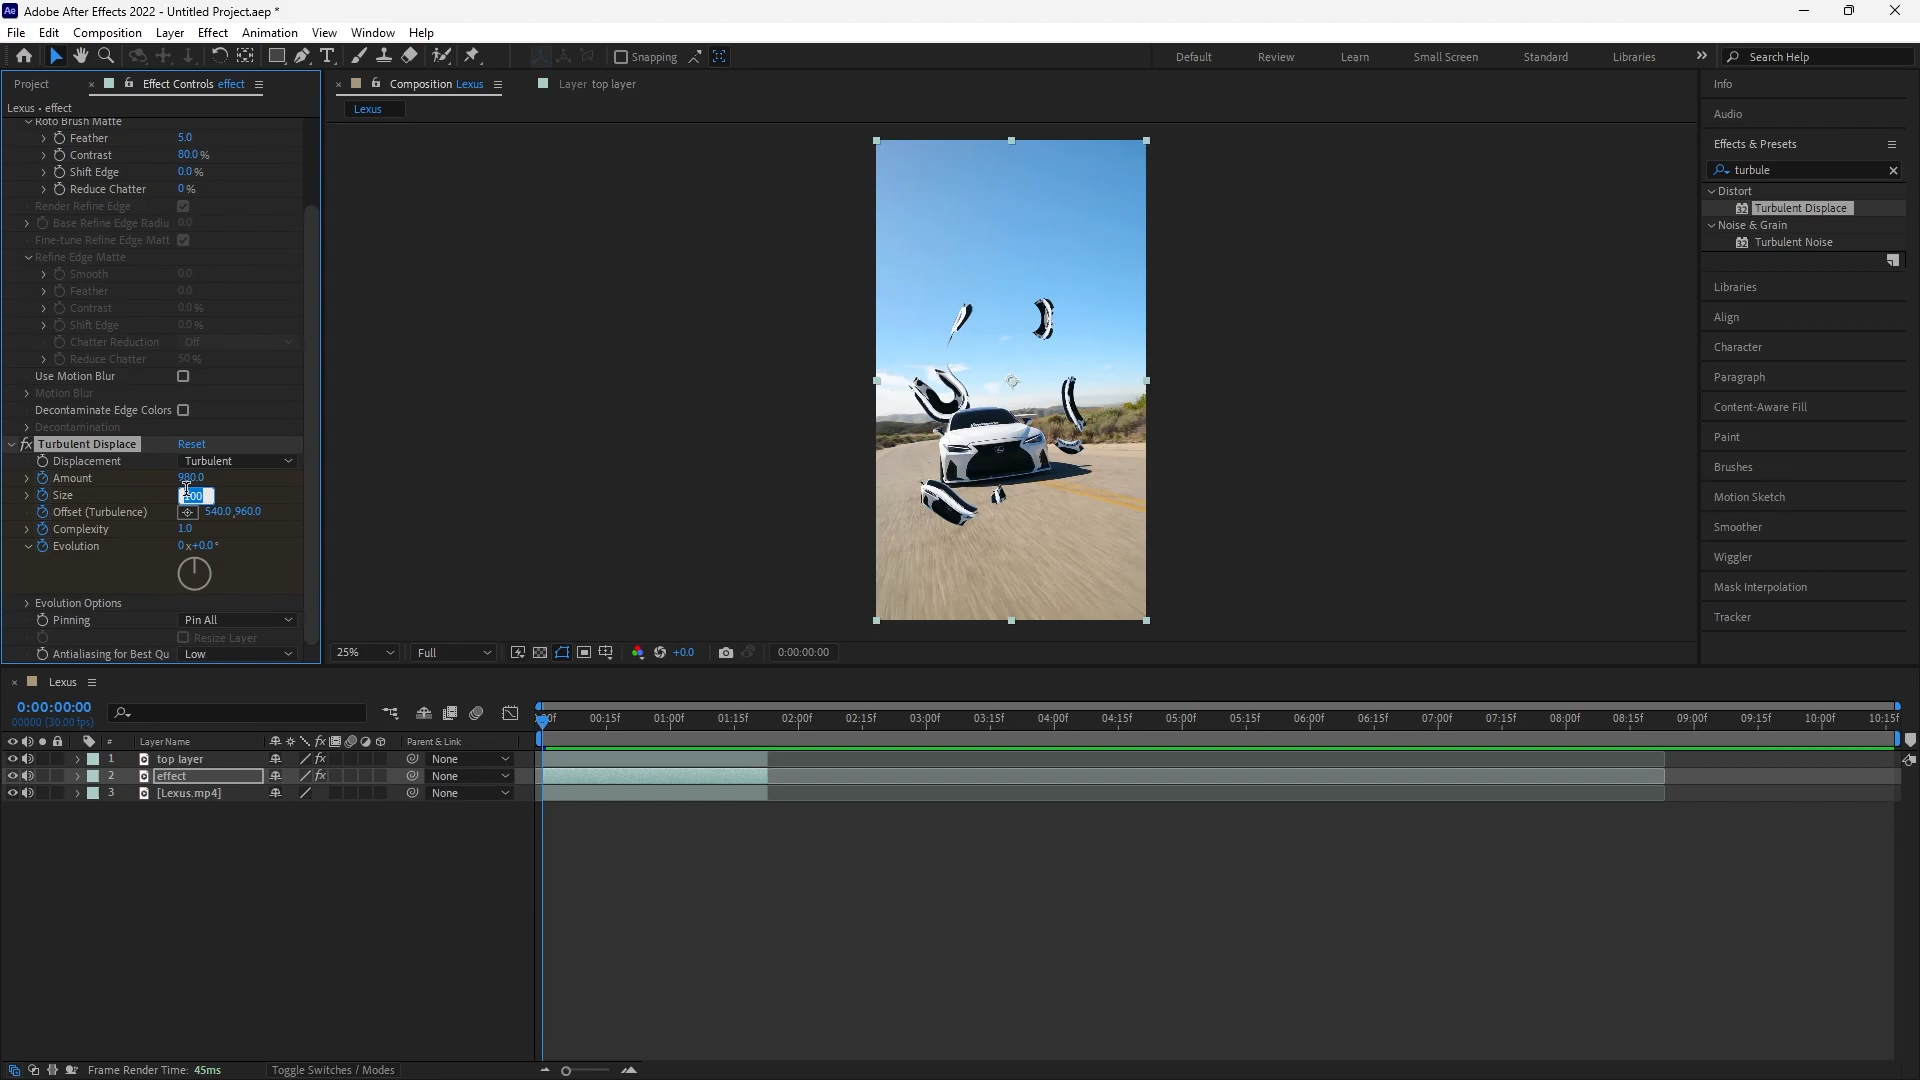 Adobe After Effects 2022 - Untitled Project.aep *
File Edit Composition Layer Effect Animation View Window Help
Snapping Default Review Learn Small Screen Standard Libraries Search Help
Project Effect Controls effect
Lexus • effect
Roto Brush Matte
Feather 5.0
Contrast 80.0 %
Shift Edge 0.0 %
Reduce Chatter 0 %
Render Refine Edge
Base Refine Edge Radiu 0.0
Fine-tune Refine Edge Matt
Refine Edge Matte
Smooth 0.0
Feather 0.0
Contrast 0.0 %
Shift Edge 0.0 %
Chatter Reduction Off
Reduce Chatter 50 %
Use Motion Blur
Motion Blur
Decontaminate Edge Colors
Decontamination
fx Turbulent Displace Reset
Displacement Turbulent
Amount 980.0
Size 100
Offset (Turbulence) 540.0,960.0
Complexity 1.0
Evolution 0x+0.0°
Evolution Options
Pinning Pin All
Resize Layer
Antialiasing for Best Qu Low
Composition Lexus Layer top layer
Lexus
25% Full +0.0 0:00:00:00
Info
Audio
Effects & Presets
turbule
Distort
32 Turbulent Displace
Noise & Grain
32 Turbulent Noise
Libraries
Align
Character
Paragraph
Content-Aware Fill
Paint
Brushes
Motion Sketch
Smoother
Wiggler
Mask Interpolation
Tracker
Lexus
0:00:00:00
00000 (30.00 fps)
00:15f 01:00f 01:15f 02:00f 02:15f 03:00f 03:15f 04:00f 04:15f 05:00f 05:15f 06:00f 06:15f 07:00f 07:15f 08:00f 08:15f 09:00f 09:15f 10:00f 10:15f
# Layer Name fx Parent & Link
1 top layer fx None
2 effect fx None
3 [Lexus.mp4] None
Frame Render Time: 45ms Toggle Switches / Modes